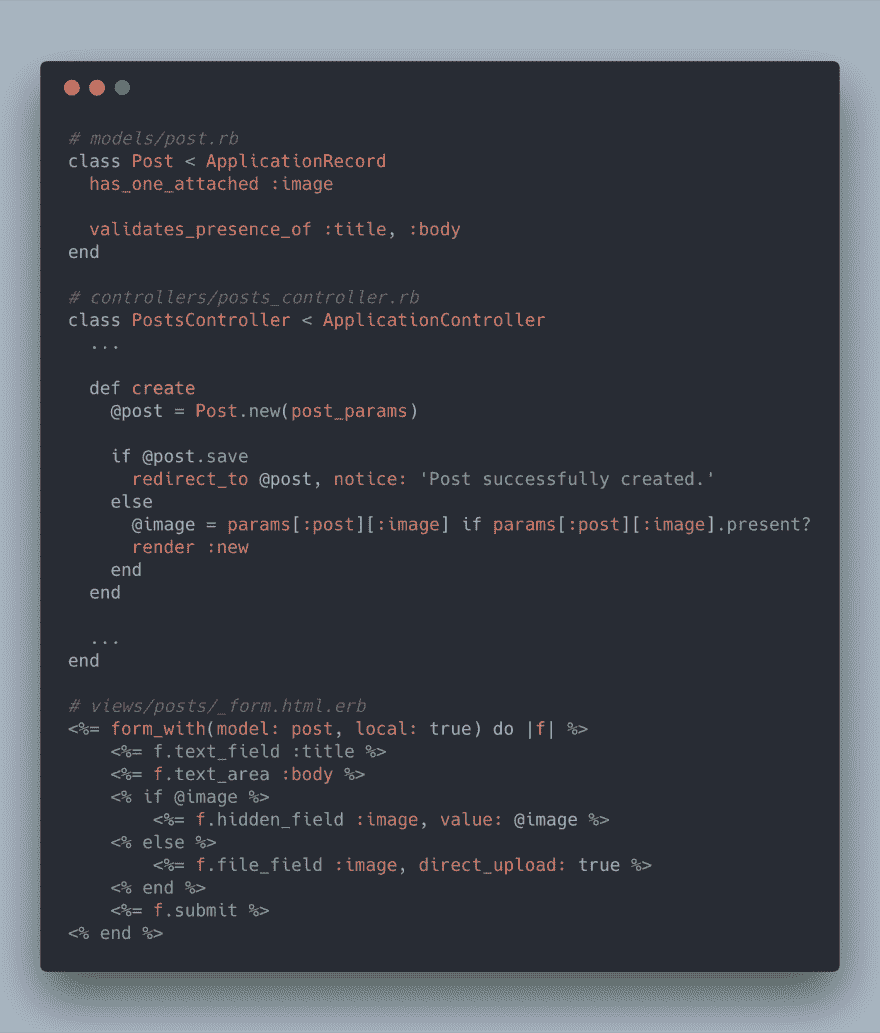 # models/post.rb
class Post < ApplicationRecord
  has_one_attached :image

  validates_presence_of :title, :body
end

# controllers/posts_controller.rb
class PostsController < ApplicationController
  ...

  def create
    @post = Post.new(post_params)

    if @post.save
      redirect_to @post, notice: 'Post successfully created.'
    else
      @image = params[:post][:image] if params[:post][:image].present?
      render :new
    end
  end

  ...
end

# views/posts/_form.html.erb
<%= form_with(model: post, local: true) do |f| %>
    <%= f.text_field :title %>
    <%= f.text_area :body %>
    <% if @image %>
        <%= f.hidden_field :image, value: @image %>
    <% else %>
        <%= f.file_field :image, direct_upload: true %>
    <% end %>
    <%= f.submit %>
<% end %>